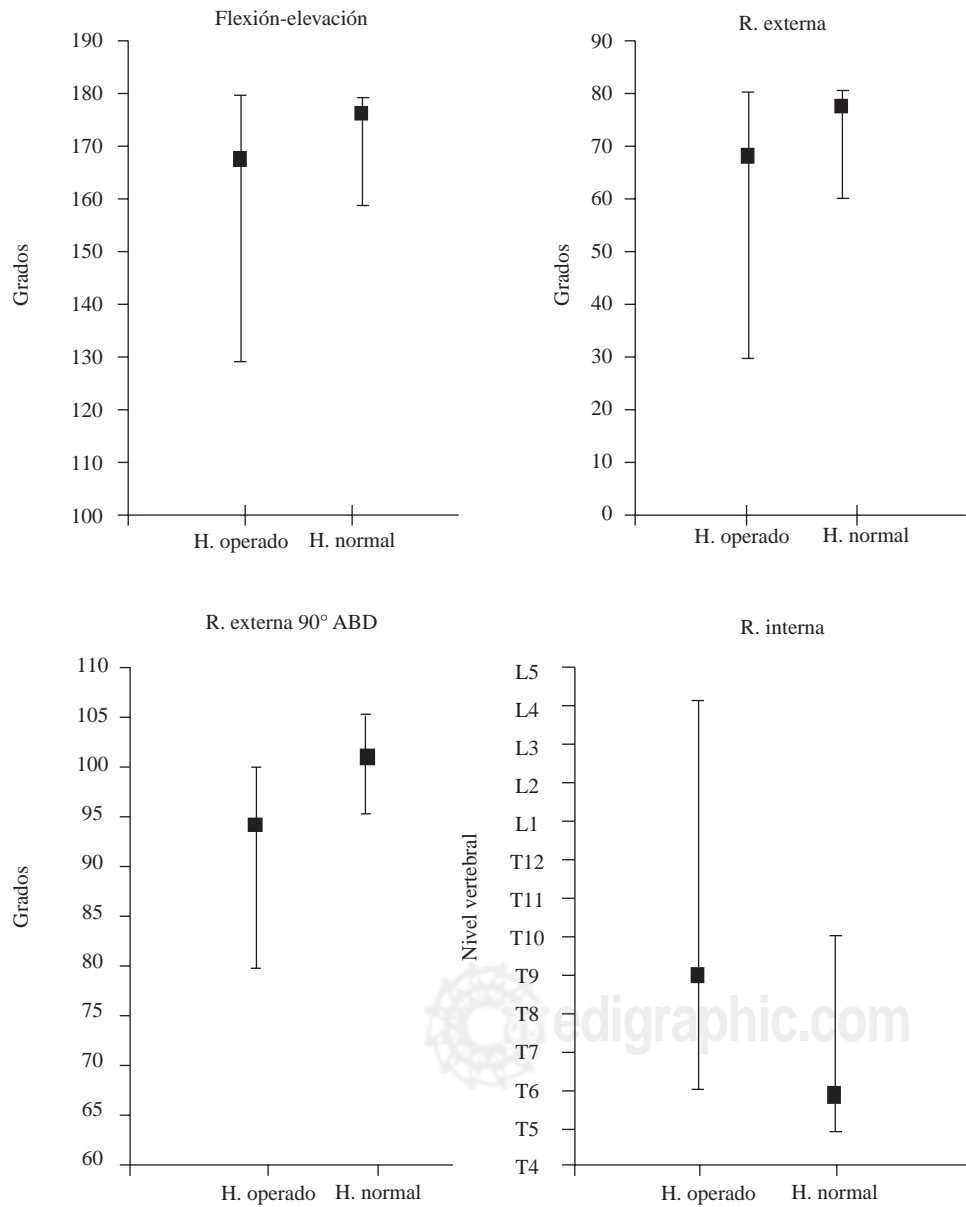 Flexión-elevación
190
180
170
160
150
140
130
120
110
100
Grados
H. operado H. normal
R. externa
90
80
70
60
50
40
30
20
10
0
Grados
H. operado H. normal
R. externa 90° ABD
110
105
100
95
90
85
80
75
70
65
60
Grados
H. operado H. normal
R. interna
L5
L4
L3
L2
L1
T12
T11
T10
T9
T8
T7
T6
T5
T4
Nivel vertebral
H. operado H. normal
edigraphic.com